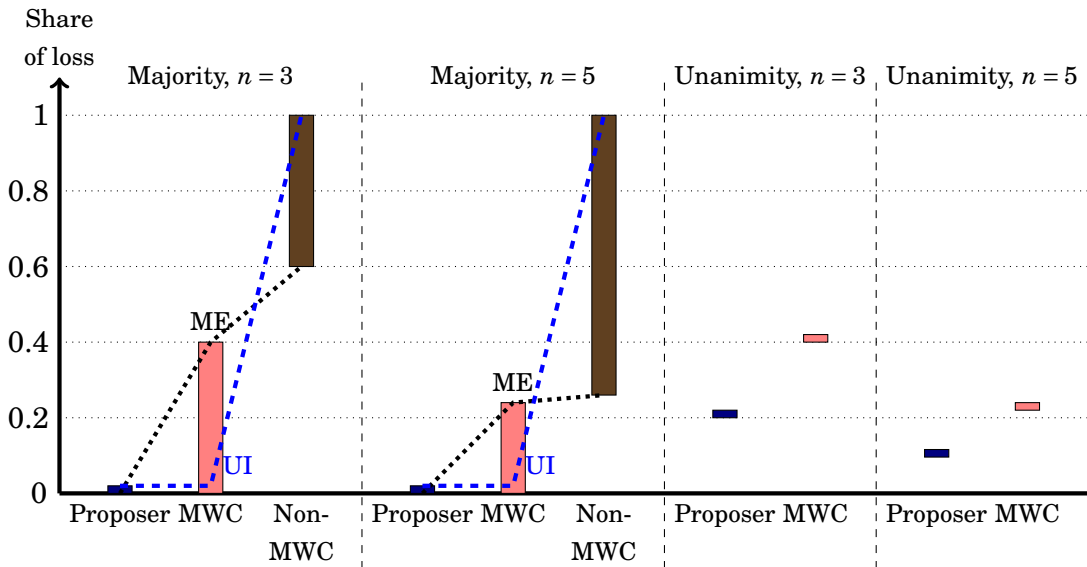 Share
of loss
Majority, n = 3
Majority, n = 5
Unanimity, n = 3
Unanimity, n = 5
1
0.8
0.6
0.4
0.2
0
ME
UI
ME
UI
Proposer MWC Non-
MWC
Proposer MWC Non-
MWC
Proposer MWC
Proposer MWC